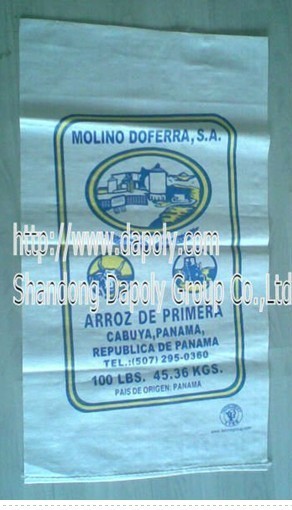 MOLINO DOFERRA, S.A.
http://www.dapoly.com
Shandong Dapoly Group Co.,Ltd
ARROZ DE PRIMERA
CABUYA,PANAMA,
REPUBLICA DE PANAMA
TEL.:(507) 295-0360
100 LBS. 45.36 KGS.
PAIS DE ORIGEN: PANAMA